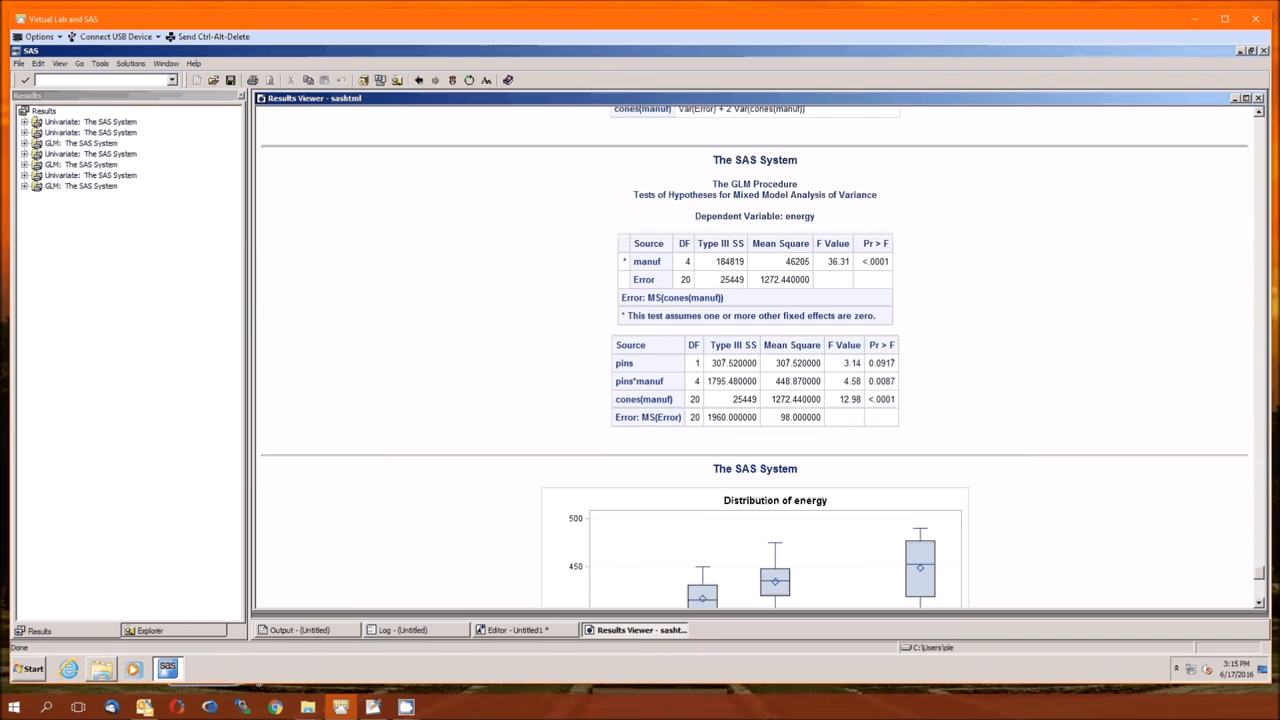 Virtual Lab and SAS
Options Connect USB Device Send Ctrl-Alt-Delete
SAS
File Edit View Go Tools Solutions Window Help
Results
Results
Univariate: The SAS System
Univariate: The SAS System
GLM: The SAS System
Univariate: The SAS System
GLM: The SAS System
Univariate: The SAS System
GLM: The SAS System
Results Explorer
Results Viewer - sashtml
cones(manuf) Var(Error) + 2 Var(cones(manuf))
The SAS System
The GLM Procedure
Tests of Hypotheses for Mixed Model Analysis of Variance
Dependent Variable: energy
Source DF Type III SS Mean Square F Value Pr > F
* manuf 4 184819 46205 36.31 <.0001
Error 20 25449 1272.440000
Error: MS(cones(manuf))
* This test assumes one or more other fixed effects are zero.
Source DF Type III SS Mean Square F Value Pr > F
pins 1 307.520000 307.520000 3.14 0.0917
pins*manuf 4 1795.480000 448.870000 4.58 0.0087
cones(manuf) 20 25449 1272.440000 12.98 <.0001
Error: MS(Error) 20 1960.000000 98.000000
The SAS System
Distribution of energy
500
450
Output - (Untitled) Log - (Untitled) Editor - Untitled1 * Results Viewer - sasht...
Done C:\Users\ple
Start sas 3:15 PM
6/17/2016